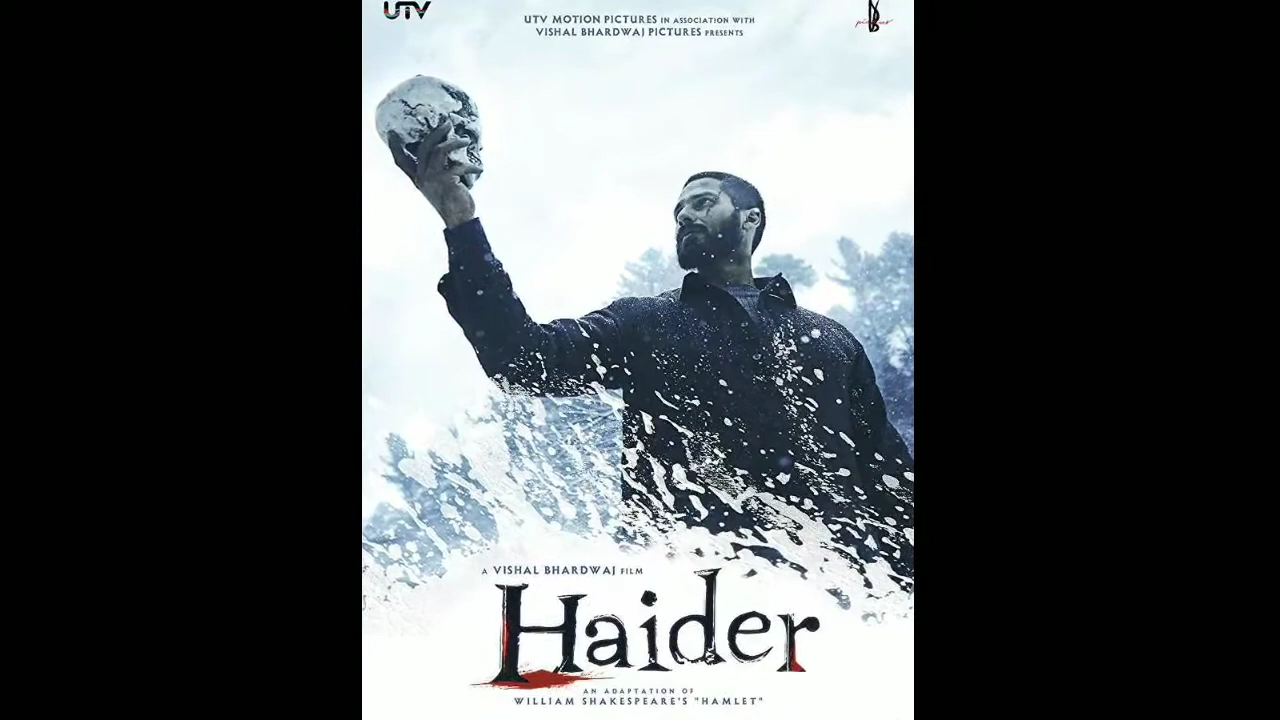 UTV
UTV MOTION PICTURES IN ASSOCIATION WITH
VISHAL BHARDWAJ PICTURES PRESENTS
A VISHAL BHARDWAJ FILM
Haider
AN ADAPTATION OF
WILLIAM SHAKESPEARE'S "HAMLET"